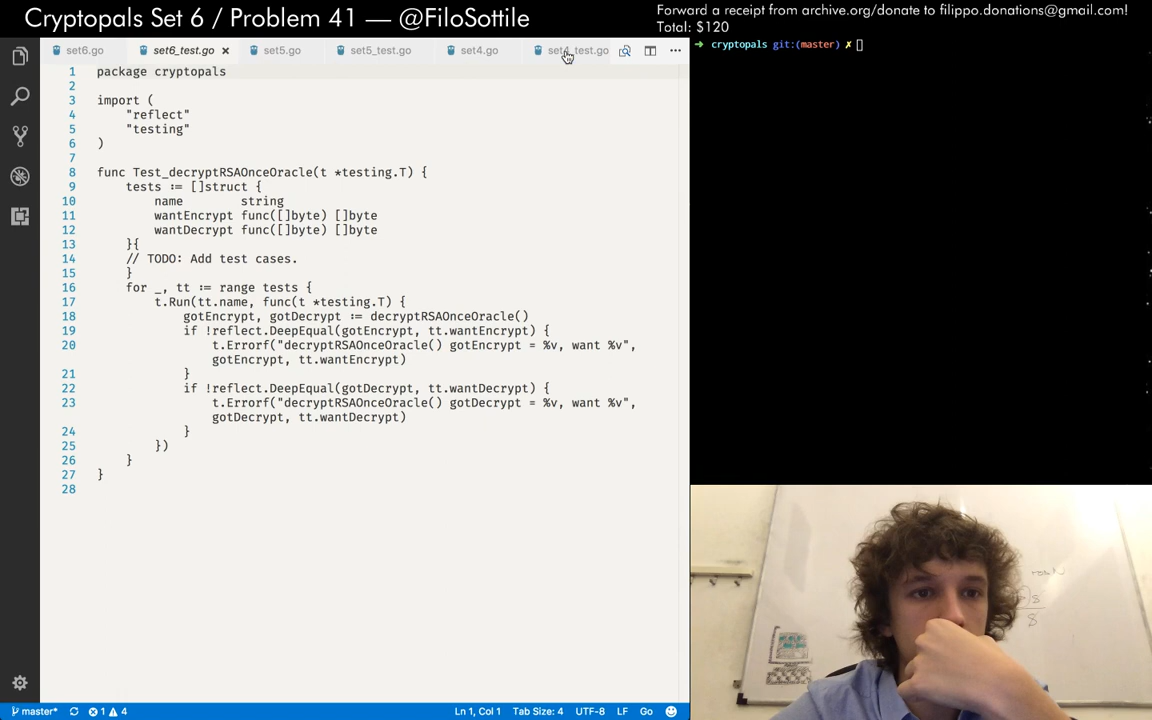 Cryptopals Set 6 / Problem 41 — @FiloSottile
Forward a receipt from archive.org/donate to filippo.donations@gmail.com!
Total: $120
set6.go set6_test.go set5.go set5_test.go set4.go set4_test.go
→ cryptopals git:(master) ✗
1 package cryptopals
2
3 import (
4 "reflect"
5 "testing"
6 )
7
8 func Test_decryptRSAOnceOracle(t *testing.T) {
9 tests := []struct {
10 name string
11 wantEncrypt func([]byte) []byte
12 wantDecrypt func([]byte) []byte
13 }{
14 // TODO: Add test cases.
15 }
16 for _, tt := range tests {
17 t.Run(tt.name, func(t *testing.T) {
18 gotEncrypt, gotDecrypt := decryptRSAOnceOracle()
19 if !reflect.DeepEqual(gotEncrypt, tt.wantEncrypt) {
20 t.Errorf("decryptRSAOnceOracle() gotEncrypt = %v, want %v",
gotEncrypt, tt.wantEncrypt)
21 }
22 if !reflect.DeepEqual(gotDecrypt, tt.wantDecrypt) {
23 t.Errorf("decryptRSAOnceOracle() gotDecrypt = %v, want %v",
gotDecrypt, tt.wantDecrypt)
24 }
25 })
26 }
27 }
28
master* 1 4 Ln 1, Col 1 Tab Size: 4 UTF-8 LF Go